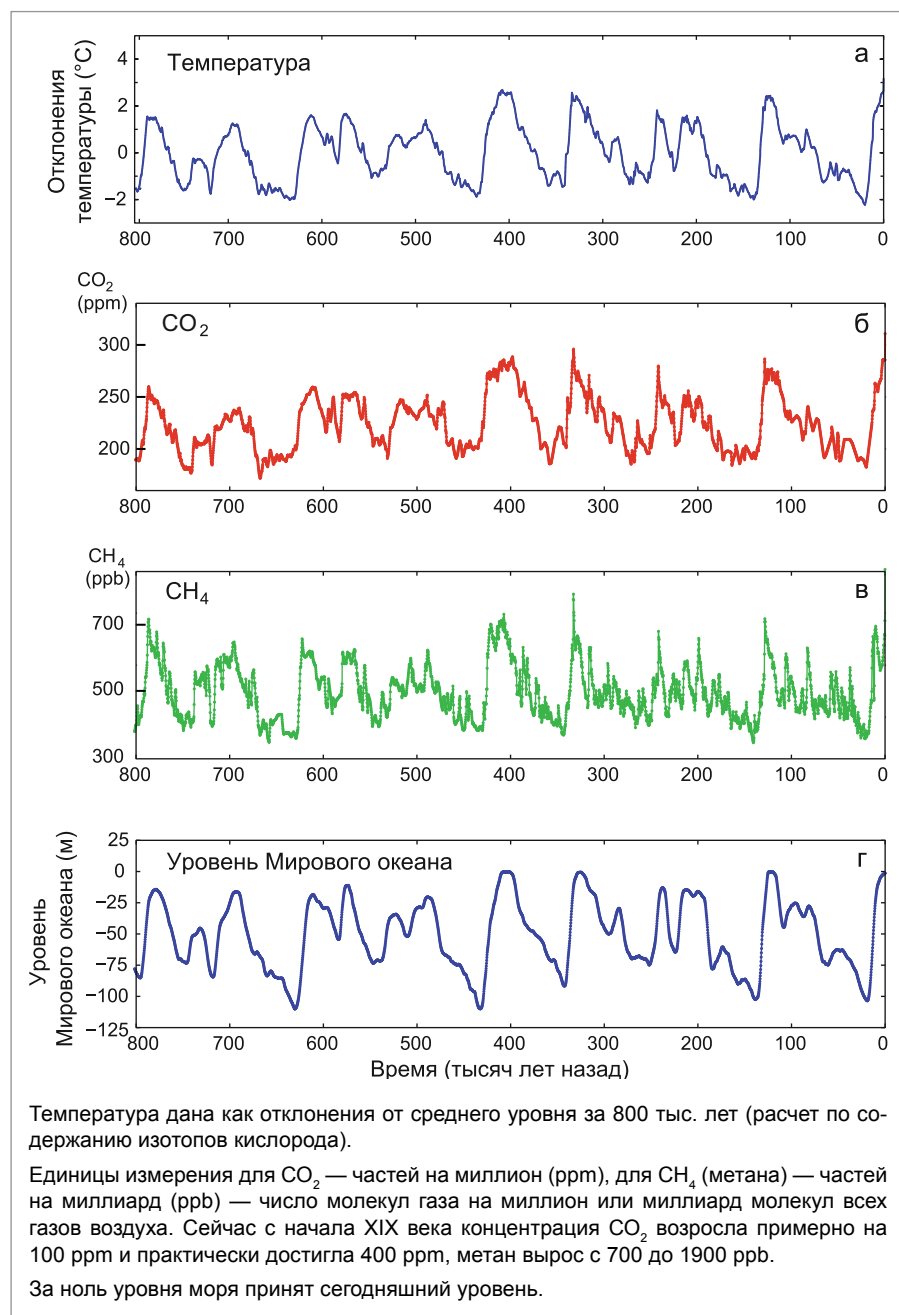 Температура
а
Отклонения
температуры (°C)
4
2
0
−2
800 700 600 500 400 300 200 100 0
CO₂
(ppm)
CO₂
б
300
250
200
800 700 600 500 400 300 200 100 0
CH₄
(ppb)
CH₄
в
700
500
300
800 700 600 500 400 300 200 100 0
Уровень Мирового океана
г
Уровень
Мирового океана (м)
25
0
−25
−50
−75
−100
−125
800 700 600 500 400 300 200 100 0
Время (тысяч лет назад)
Температура дана как отклонения от среднего уровня за 800 тыс. лет (расчет по со-
держанию изотопов кислорода).
Единицы измерения для CO₂ — частей на миллион (ppm), для CH₄ (метана) — частей
на миллиард (ppb) — число молекул газа на миллион или миллиард молекул всех
газов воздуха. Сейчас с начала XIX века концентрация CO₂ возросла примерно на
100 ppm и практически достигла 400 ppm, метан вырос с 700 до 1900 ppb.
За ноль уровня моря принят сегодняшний уровень.